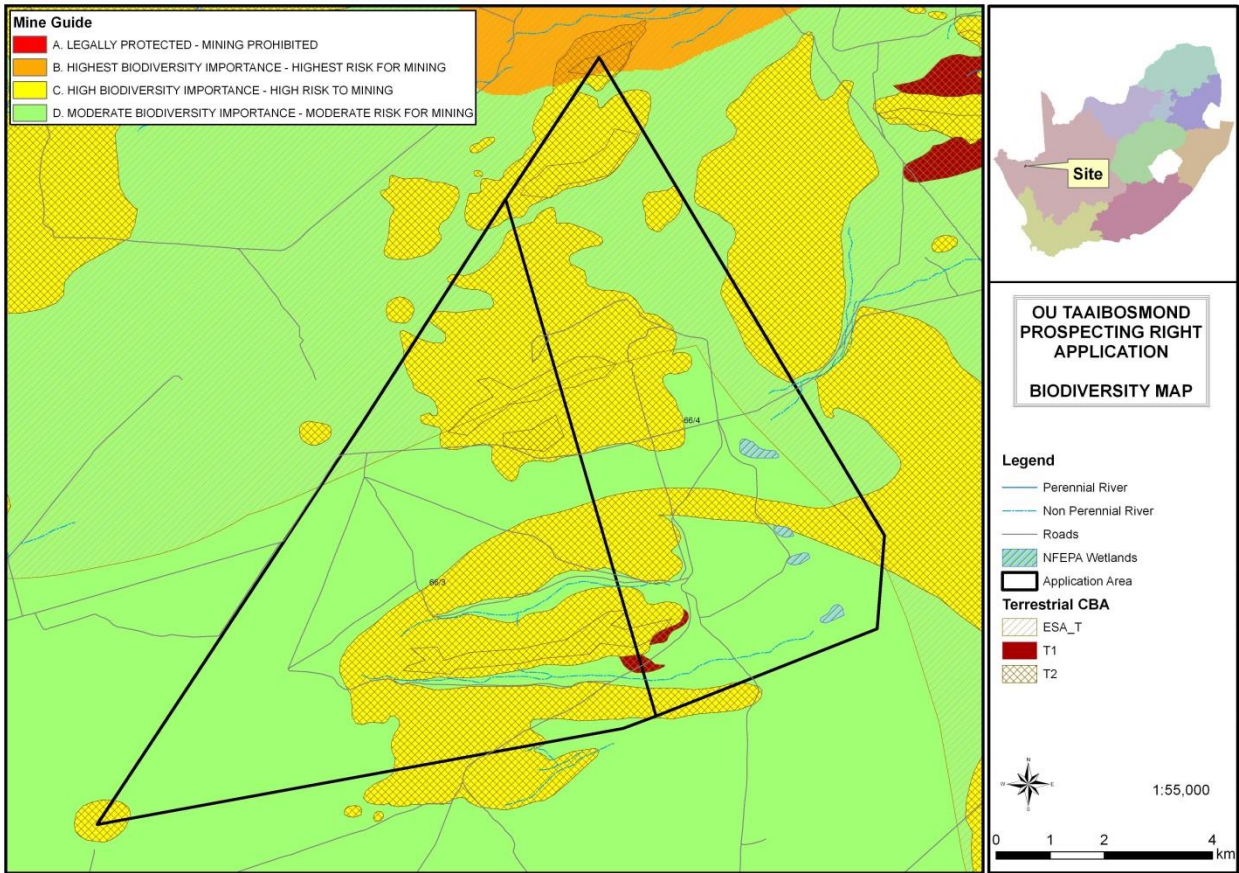 Mine Guide
A. LEGALLY PROTECTED - MINING PROHIBITED
B. HIGHEST BIODIVERSITY IMPORTANCE - HIGHEST RISK FOR MINING
C. HIGH BIODIVERSITY IMPORTANCE - HIGH RISK TO MINING
D. MODERATE BIODIVERSITY IMPORTANCE - MODERATE RISK FOR MINING
66/4
66/3
Site
OU TAAIBOSMOND
PROSPECTING RIGHT
APPLICATION
BIODIVERSITY MAP
Legend
Perennial River
Non Perennial River
Roads
NFEPA Wetlands
Application Area
Terrestrial CBA
ESA_T
T1
T2
N
W E
S
1:55,000
0 1 2 4
km